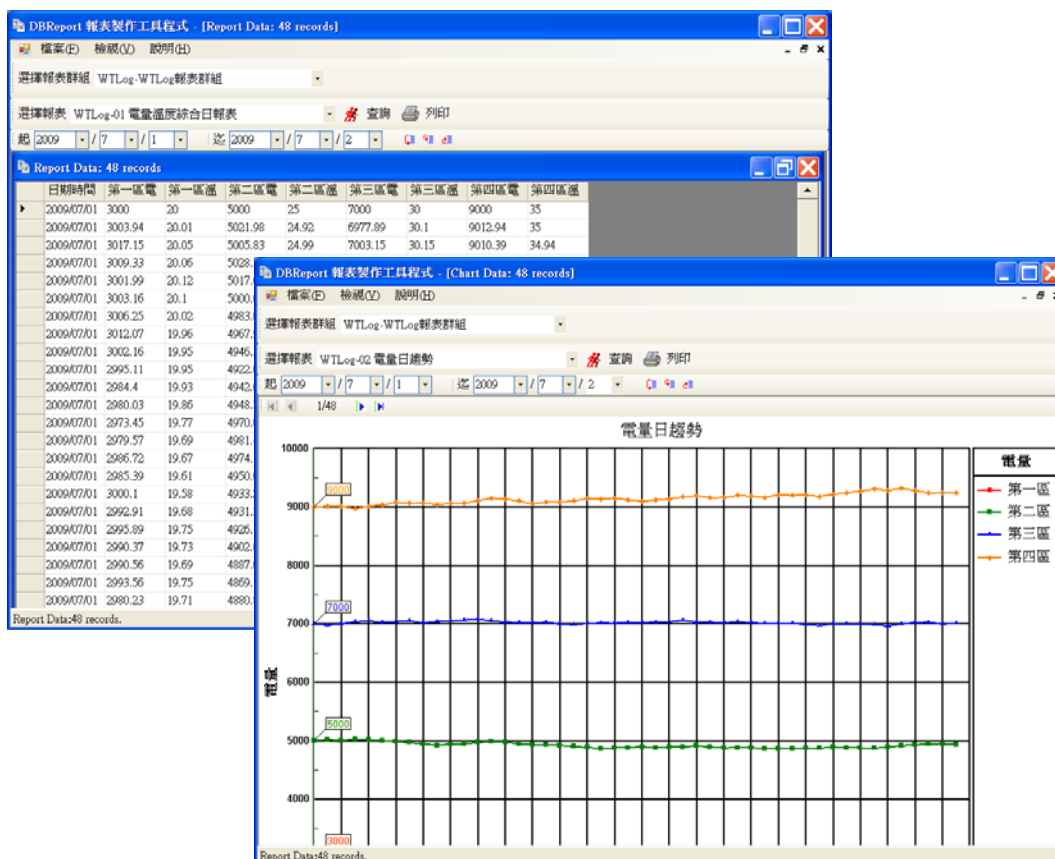 DBReport 報表製作工具程式 - [Report Data: 48 records]
檔案(F) 檢視(V) 說明(H)
選擇報表群組 WTLog-WTLog報表群組
選擇報表 WTLog-01 電量溫度綜合日報表 查詢 列印
起 2009 / 7 / 1 迄 2009 / 7 / 2
Report Data: 48 records
日期時間 第一區電 第一區溫 第二區電 第二區溫 第三區電 第三區溫 第四區電 第四區溫
2009/07/01 3000 20 5000 25 7000 30 9000 35
2009/07/01 3003.94 20.01 5021.98 24.92 6977.89 30.1 9012.94 35
2009/07/01 3017.15 20.05 5005.83 24.99 7003.15 30.15 9010.39 34.94
2009/07/01 3009.33 20.06 5028.
2009/07/01 3001.99 20.12 5017.
2009/07/01 3003.16 20.1 5000.
2009/07/01 3006.25 20.02 4983.
2009/07/01 3012.07 19.96 4967.
2009/07/01 3002.16 19.95 4946.
2009/07/01 2995.11 19.95 4922.
2009/07/01 2984.4 19.93 4942.
2009/07/01 2980.03 19.86 4948.
2009/07/01 2973.45 19.77 4970.
2009/07/01 2979.57 19.69 4981.
2009/07/01 2986.72 19.67 4974.
2009/07/01 2985.39 19.61 4950.
2009/07/01 3000.1 19.58 4933.
2009/07/01 2992.91 19.68 4931.
2009/07/01 2995.89 19.75 4926.
2009/07/01 2990.37 19.73 4902.
2009/07/01 2990.56 19.69 4887.
2009/07/01 2993.56 19.75 4869.
2009/07/01 2980.23 19.71 4880.
Report Data:48 records.
DBReport 報表製作工具程式 - [Chart Data: 48 records]
檔案(F) 檢視(V) 說明(H)
選擇報表群組 WTLog-WTLog報表群組
選擇報表 WTLog-02 電量日趨勢 查詢 列印
起 2009 / 7 / 1 迄 2009 / 7 / 2
1/48
電量日趨勢
10000
9000
8000
7000
6000
5000
4000
電量
9000
7000
5000
3000
電量
第一區
第二區
第三區
第四區
Report Data:48 records.